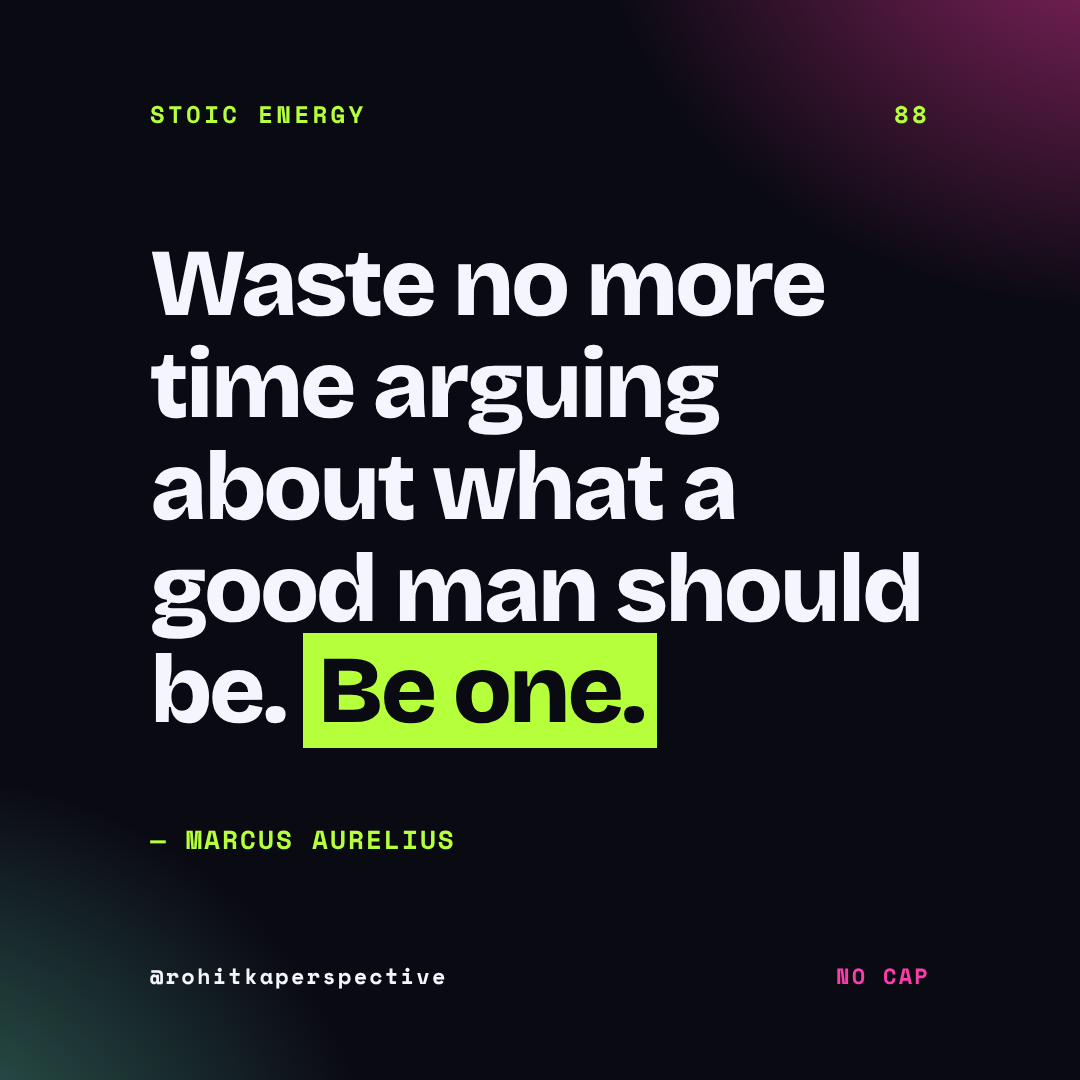 STOIC ENERGY
88
Waste no more
time arguing
about what a
good man should
be. Be one.
— MARCUS AURELIUS
@rohitkaperspective
NO CAP